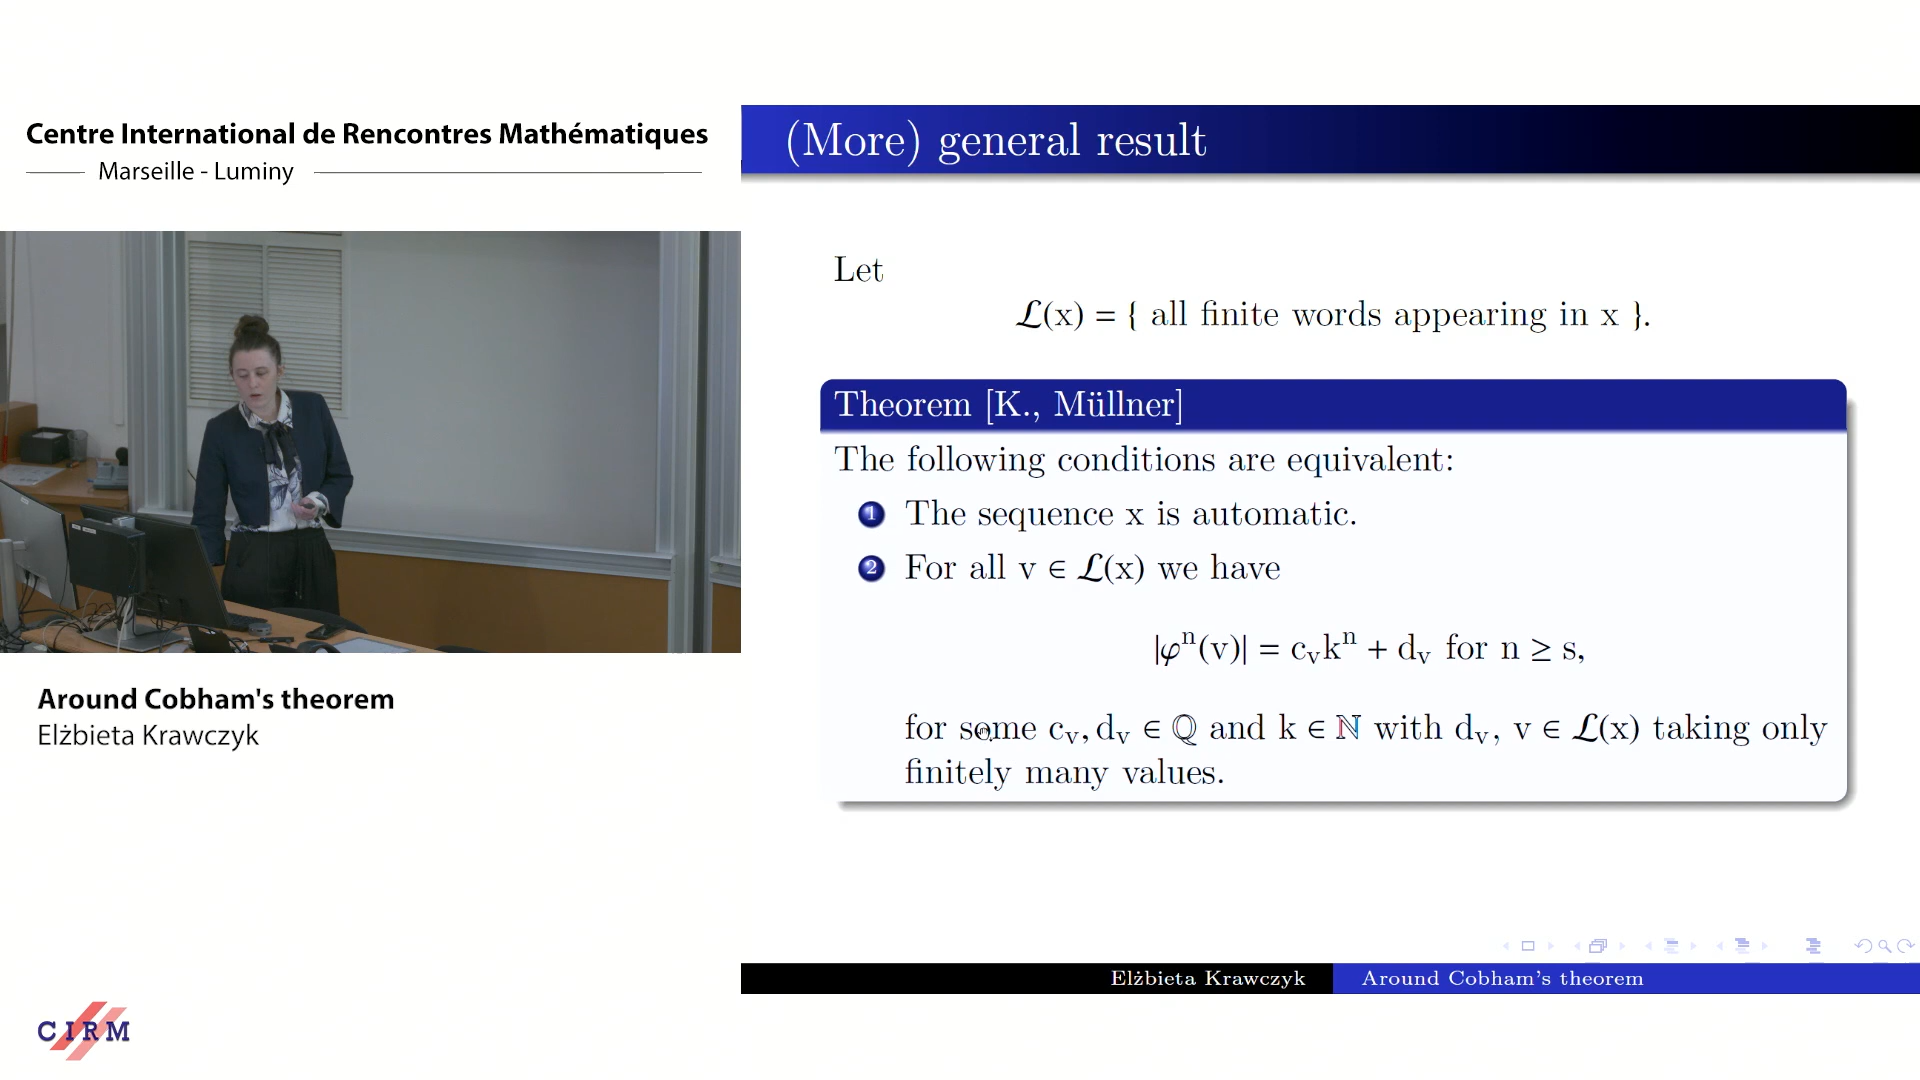 Centre International de Rencontres Mathématiques
Marseille - Luminy
(More) general result
Let
ℒ(x) = { all finite words appearing in x }.
Theorem [K., Müllner]
The following conditions are equivalent:
1 The sequence x is automatic.
2 For all v ∈ ℒ(x) we have
|φⁿ(v)| = c_v kⁿ + d_v for n ≥ s,
for some c_v, d_v ∈ ℚ and k ∈ ℕ with d_v, v ∈ ℒ(x) taking only
finitely many values.
Around Cobham's theorem
Elżbieta Krawczyk
Elżbieta Krawczyk Around Cobham's theorem
CIRM